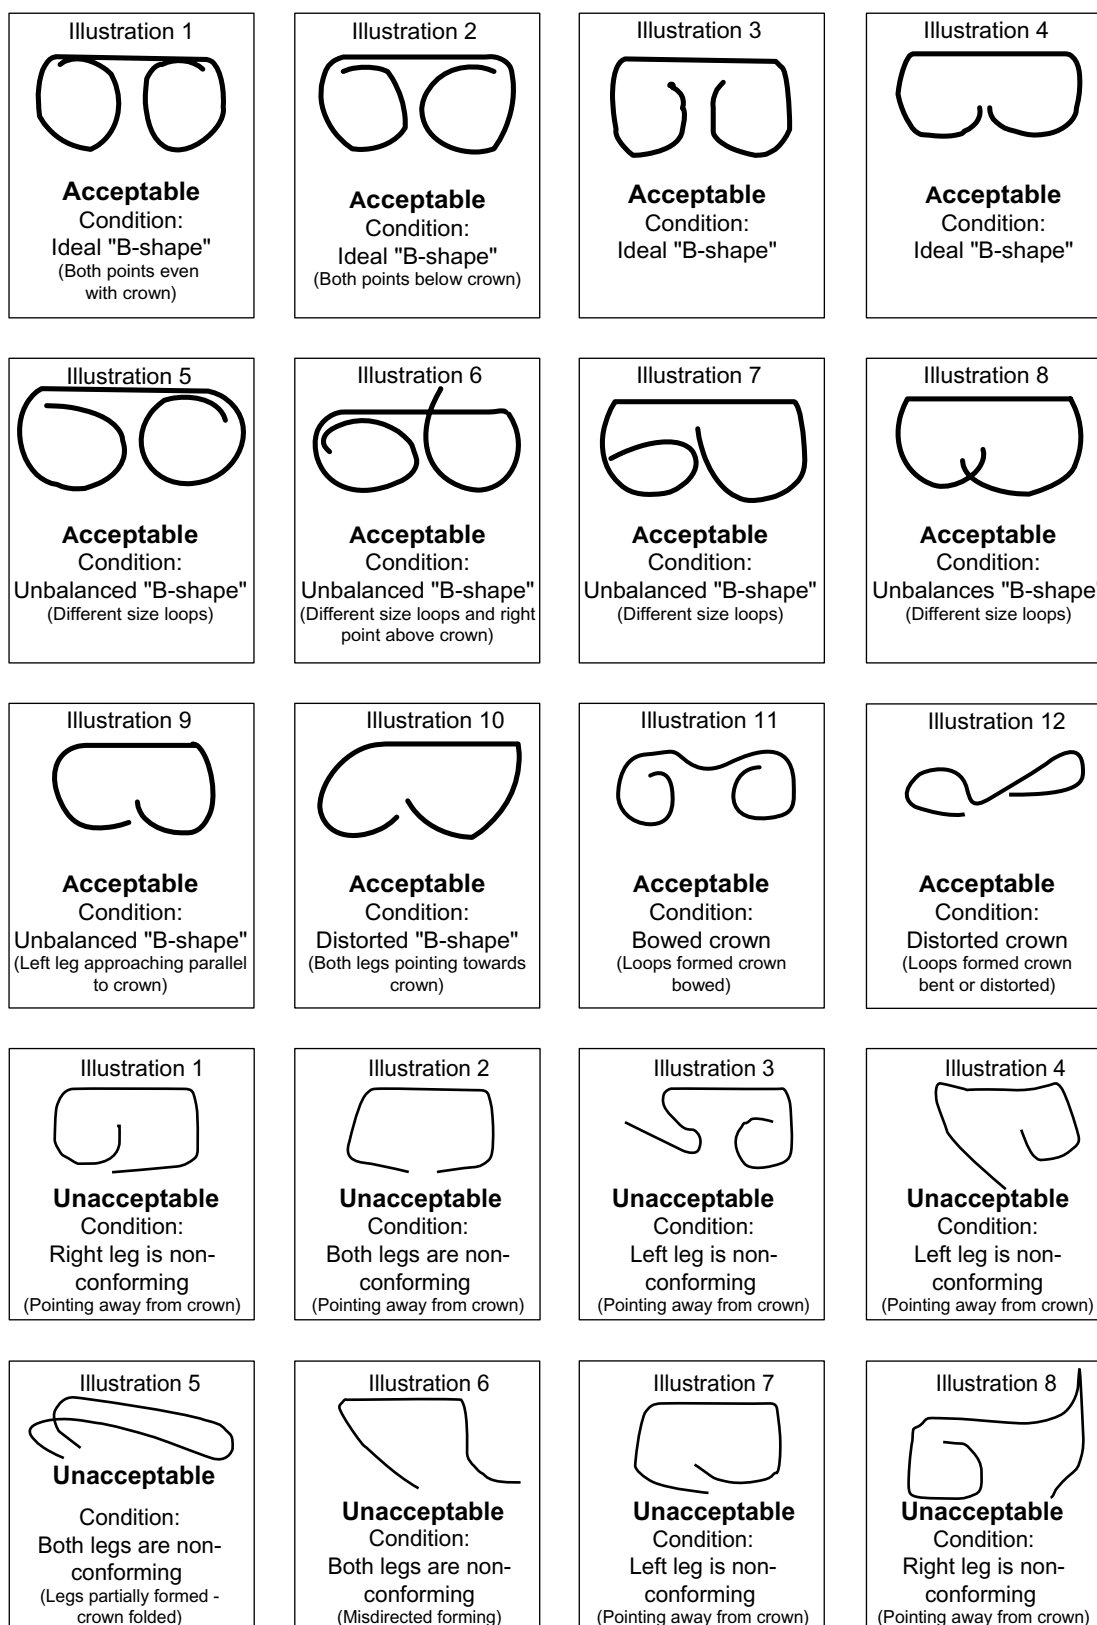 Illustration 1
Acceptable
Condition:
Ideal "B-shape"
(Both points even
with crown)
Illustration 2
Acceptable
Condition:
Ideal "B-shape"
(Both points below crown)
Illustration 3
Acceptable
Condition:
Ideal "B-shape"
Illustration 4
Acceptable
Condition:
Ideal "B-shape"
Illustration 5
Acceptable
Condition:
Unbalanced "B-shape"
(Different size loops)
Illustration 6
Acceptable
Condition:
Unbalanced "B-shape"
(Different size loops and right
point above crown)
Illustration 7
Acceptable
Condition:
Unbalanced "B-shape"
(Different size loops)
Illustration 8
Acceptable
Condition:
Unbalances "B-shape"
(Different size loops)
Illustration 9
Acceptable
Condition:
Unbalanced "B-shape"
(Left leg approaching parallel
to crown)
Illustration 10
Acceptable
Condition:
Distorted "B-shape"
(Both legs pointing towards
crown)
Illustration 11
Acceptable
Condition:
Bowed crown
(Loops formed crown
bowed)
Illustration 12
Acceptable
Condition:
Distorted crown
(Loops formed crown
bent or distorted)
Illustration 1
Unacceptable
Condition:
Right leg is non-
conforming
(Pointing away from crown)
Illustration 2
Unacceptable
Condition:
Both legs are non-
conforming
(Pointing away from crown)
Illustration 3
Unacceptable
Condition:
Left leg is non-
conforming
(Pointing away from crown)
Illustration 4
Unacceptable
Condition:
Left leg is non-
conforming
(Pointing away from crown)
Illustration 5
Unacceptable
Condition:
Both legs are non-
conforming
(Legs partially formed -
crown folded)
Illustration 6
Unacceptable
Condition:
Both legs are non-
conforming
(Misdirected forming)
Illustration 7
Unacceptable
Condition:
Left leg is non-
conforming
(Pointing away from crown)
Illustration 8
Unacceptable
Condition:
Right leg is non-
conforming
(Pointing away from crown)